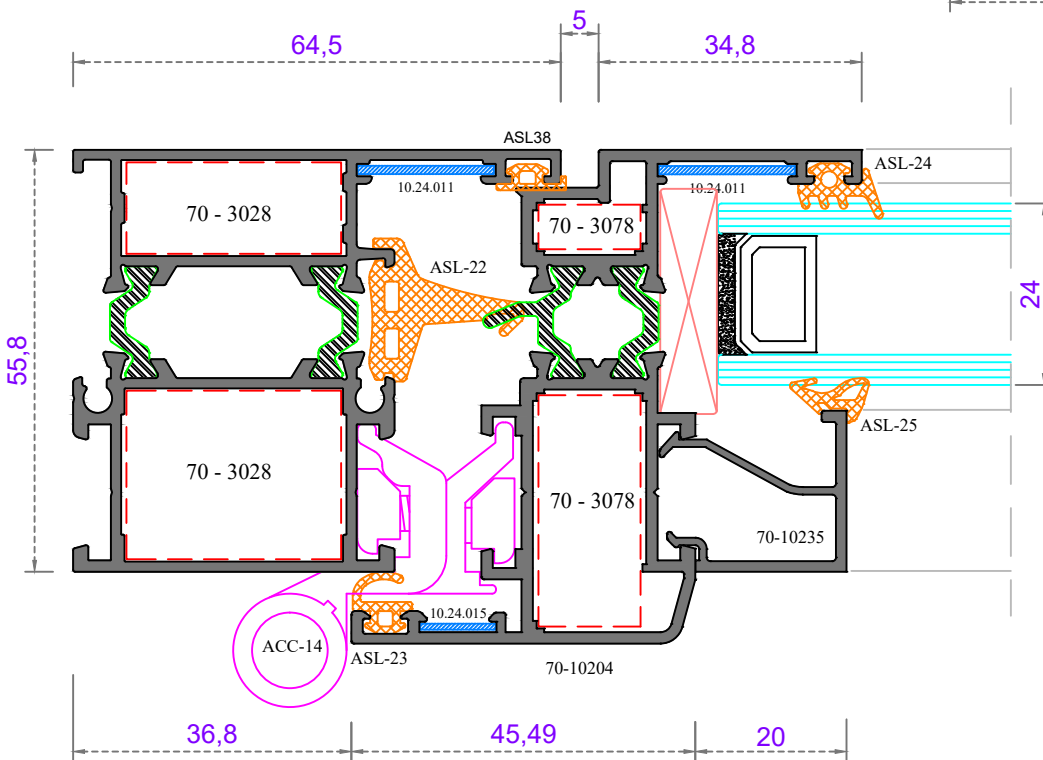 5
64,5
34,8
ASL38
ASL-24
10.24.011
10.24.011
70 - 3028
70 - 3078
ASL-22
24
55,8
ASL-25
70 - 3028
70 - 3078
70-10235
10.24.015
ACC-14
ASL-23
70-10204
36,8
45,49
20